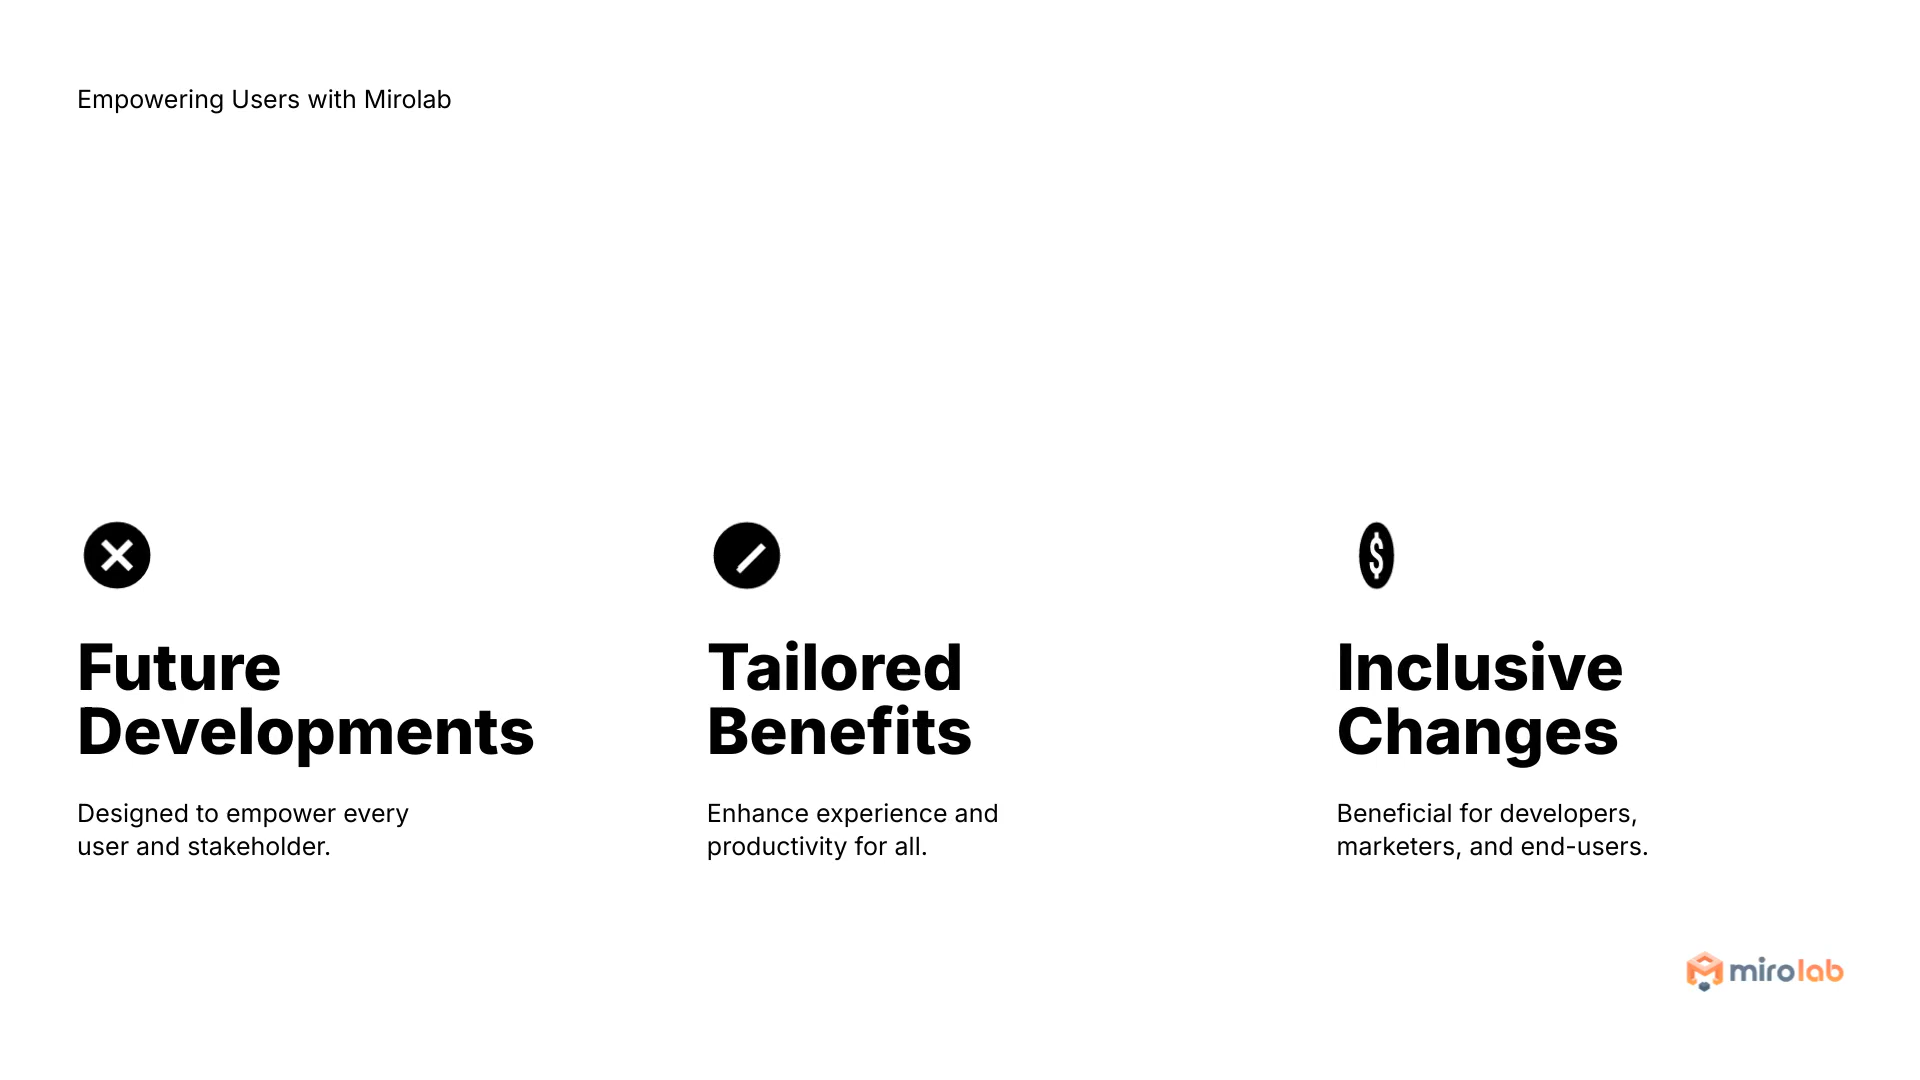 Empowering Users with Mirolab
$
Future
Developments
Designed to empower every
user and stakeholder.
Tailored
Benefits
Enhance experience and
productivity for all.
Inclusive
Changes
Beneficial for developers,
marketers, and end-users.
mirolab